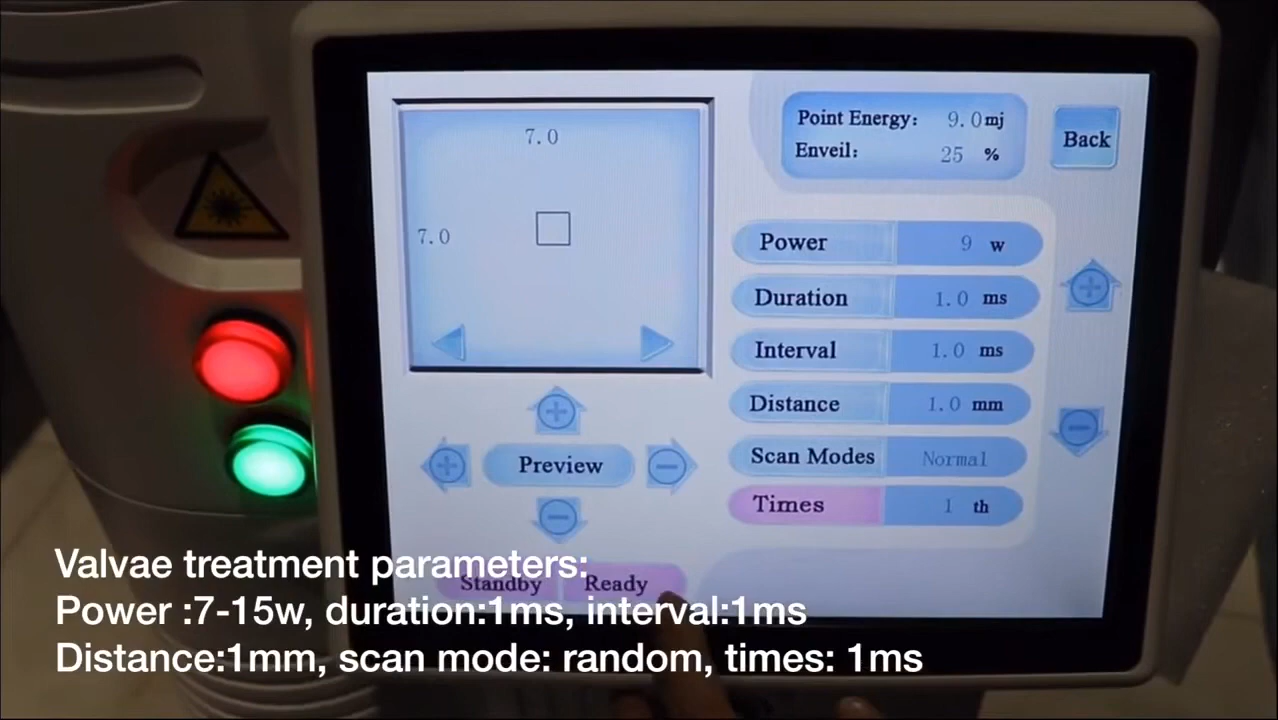 7.0
7.0
Point Energy: 9.0mj
Enveil: 25 %
Back
Power 9 w
Duration 1.0 ms
Interval 1.0 ms
Distance 1.0 mm
Scan Modes Normal
Times 1 th
Preview
Standby Ready
Valvae treatment parameters:
Power :7-15w, duration:1ms, interval:1ms
Distance:1mm, scan mode: random, times: 1ms